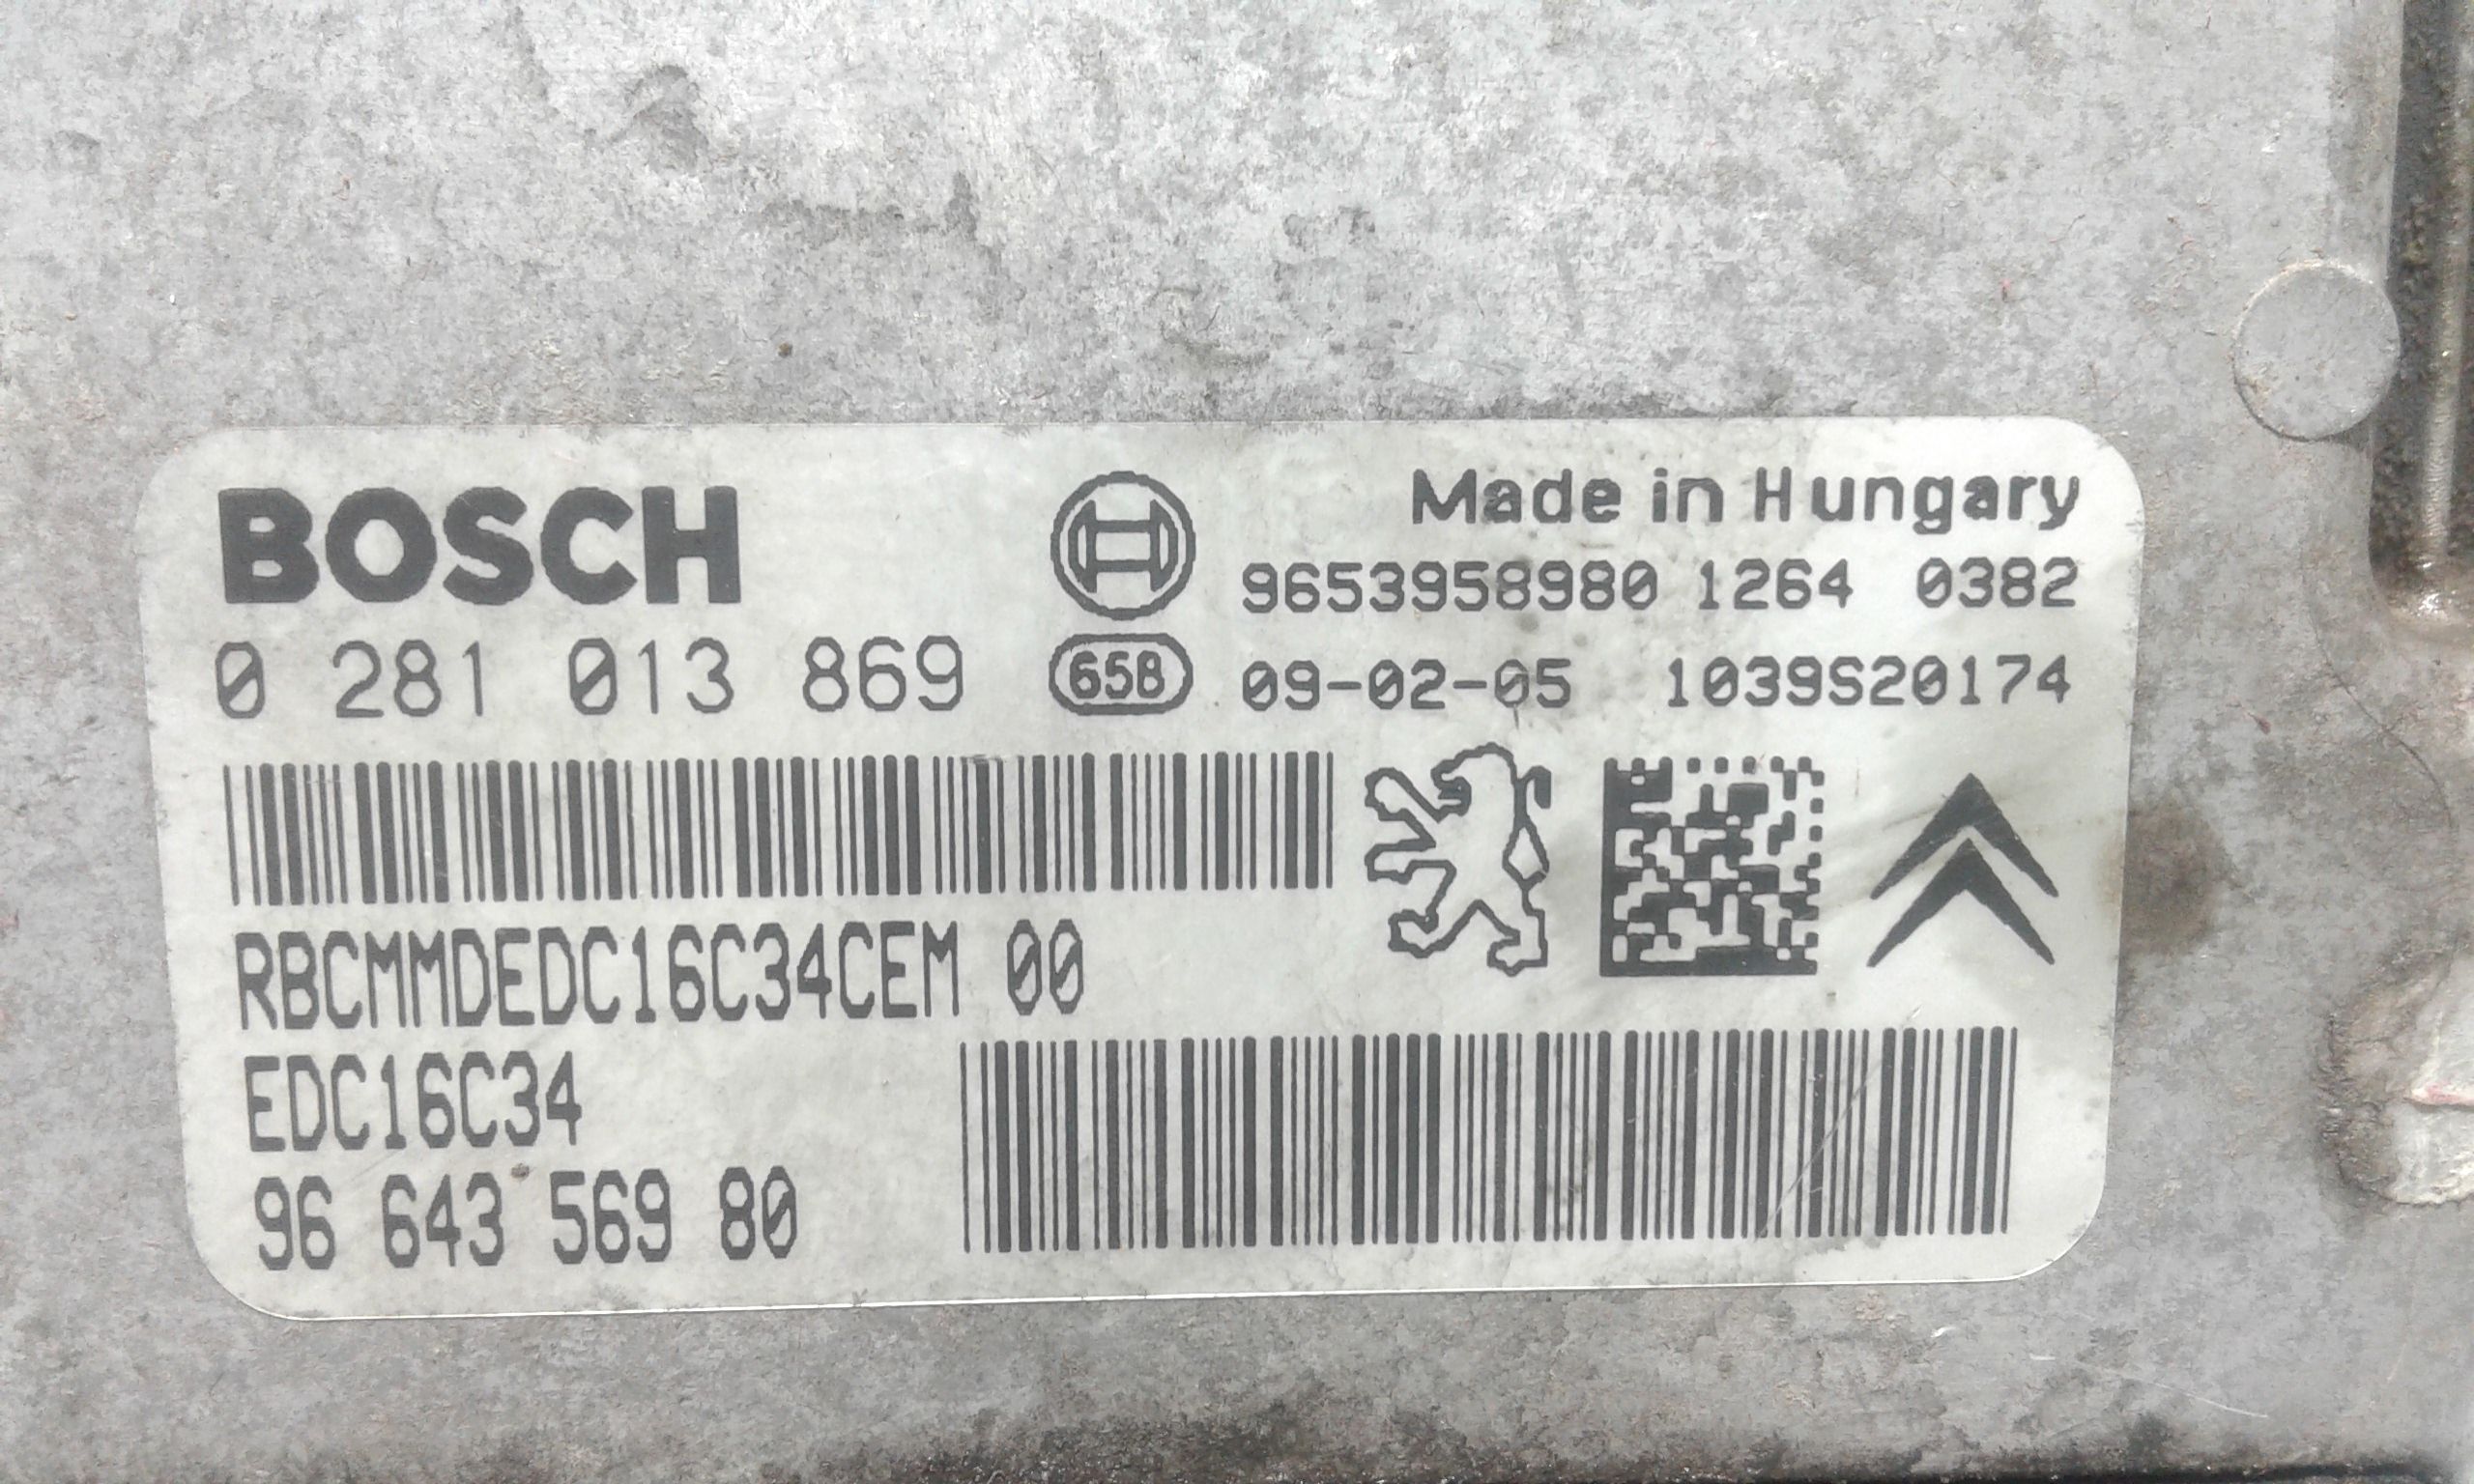 BOSCH
Made in Hungary
9653958980 1264 0382
0 281 013 869
658
09-02-05 1039S20174
RBCMMDEDC16C34CEM 00
EDC16C34
96 643 569 80